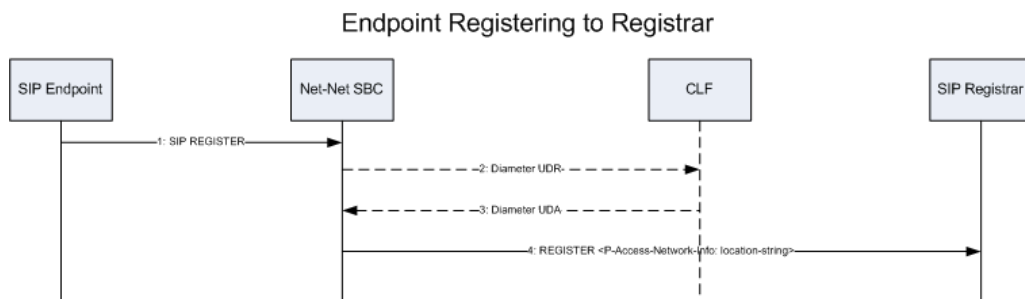 Endpoint Registering to Registrar
SIP Endpoint
Net-Net SBC
CLF
SIP Registrar
1: SIP REGISTER
2: Diameter UDR
3: Diameter UDA
4: REGISTER <P-Access-Network-Info: location-string>